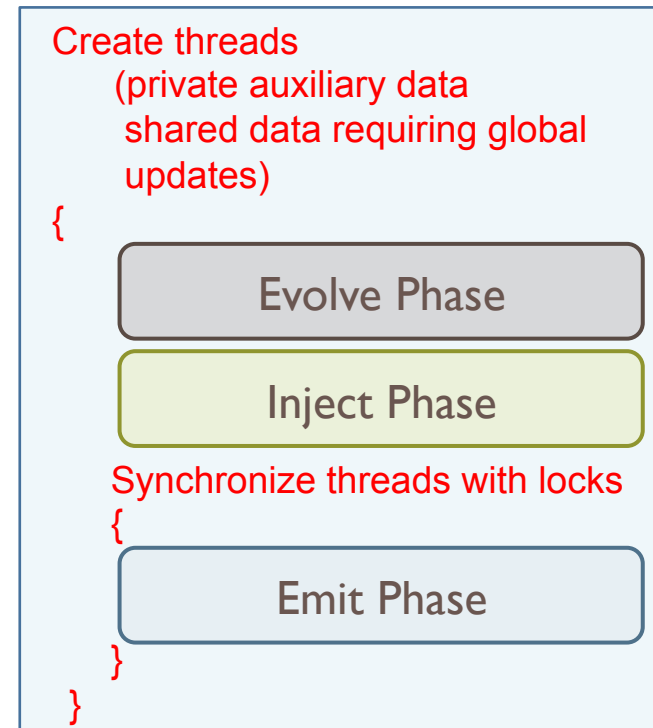 Create threads
(private auxiliary data
shared data requiring global
updates)
{
Evolve Phase
Inject Phase
Synchronize threads with locks
{
Emit Phase
}
}